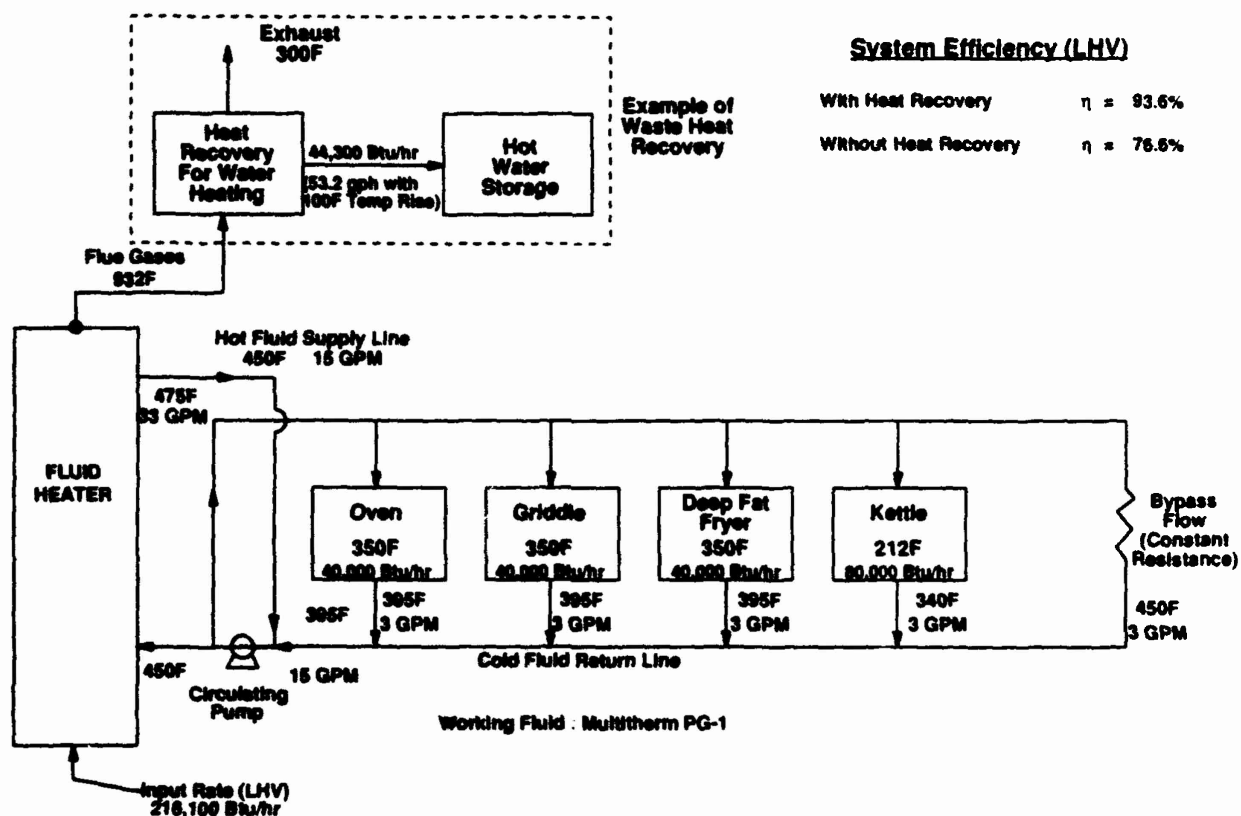 Exhaust
300F
System Efficiency (LHV)
With Heat Recovery η = 93.6%
Without Heat Recovery η = 76.6%
Example of
Waste Heat
Recovery
Heat
Recovery
For Water
Heating
44,300 Btu/hr
(53.2 gph with
100F Temp Rise)
Hot
Water
Storage
Flue Gases
932F
Hot Fluid Supply Line
450F 15 GPM
475F
33 GPM
FLUID
HEATER
Oven
350F
40,000 Btu/hr
Griddle
350F
40,000 Btu/hr
Deep Fat
Fryer
350F
40,000 Btu/hr
Kettle
212F
80,000 Btu/hr
Bypass
Flow
(Constant
Resistance)
395F
395F
3 GPM
395F
3 GPM
395F
3 GPM
340F
3 GPM
450F
3 GPM
450F
15 GPM
Cold Fluid Return Line
Circulating
Pump
Working Fluid : Multitherm PG-1
Input Rate (LHV)
216,100 Btu/hr